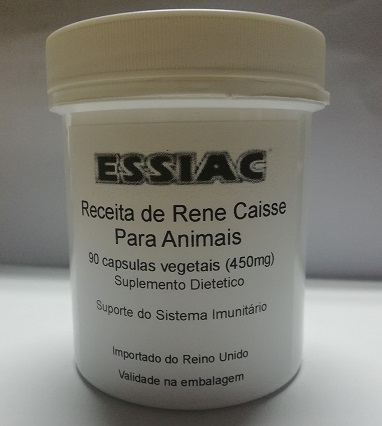 ESSIAC
Receita de Rene Caisse
Para Animais
90 capsulas vegetais (450mg)
Suplemento Dietetico
Suporte do Sistema Imunitário
Importado do Reino Unido
Validade na embalagem